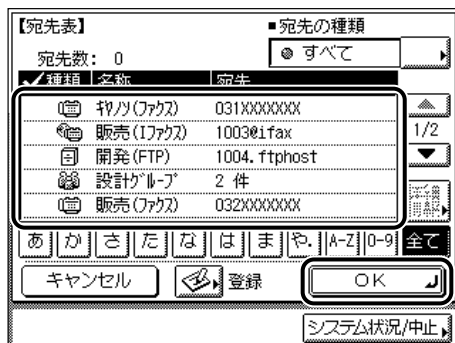 【宛先表】 ■宛先の種類
宛先数: 0 すべて
種類 名称 宛先
ｷﾔﾉﾝ(ﾌｧｸｽ) 031XXXXXXX
販売(Iﾌｧｸｽ) 1003@ifax
開発(FTP) 1004.ftphost
設計ｸﾞﾙｰﾌﾟ 2 件
販売(ﾌｧｸｽ) 032XXXXXXX
1/2
あ か さ た な は ま や. A-Z 0-9 全て
キャンセル 登録 OK
システム状況/中止